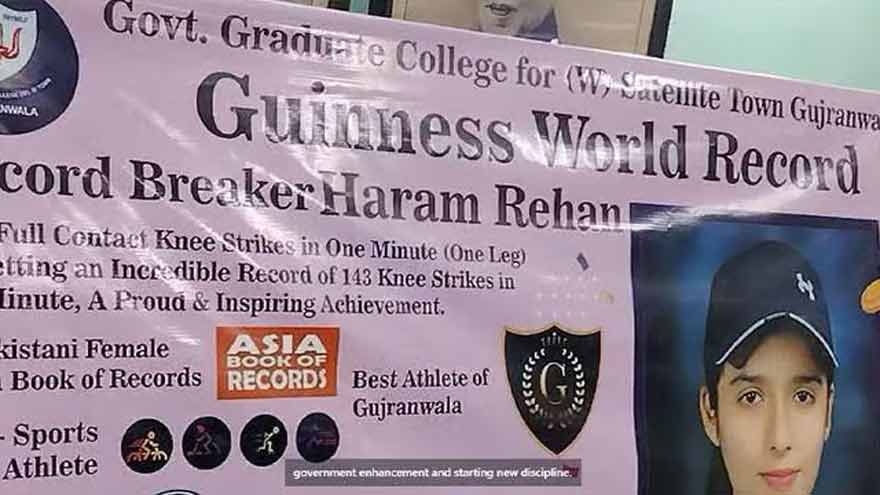 Govt. Graduate College for (W) Satellite Town Gujranwa
Guinness World Record
cord Breaker Haram Rehan
Full Contact Knee Strikes in One Minute (One Leg)
etting an Incredible Record of 143 Knee Strikes in
Minute, A Proud & Inspiring Achievement.
kistani Female
Book of Records
ASIA
BOOK OF
RECORDS
Best Athlete of
Gujranwala
G
- Sports
Athlete
NWALA
government enhancement and starting new discipline.